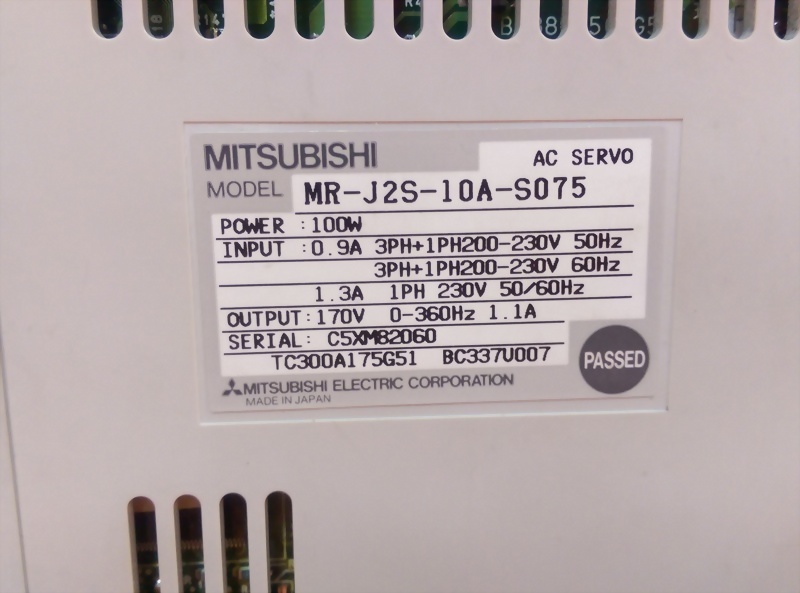 MITSUBISHI
AC SERVO
MODEL MR-J2S-10A-S075
POWER :100W
INPUT :0.9A 3PH+1PH200-230V 50Hz
3PH+1PH200-230V 60Hz
1.3A 1PH 230V 50/60Hz
OUTPUT:170V 0-360Hz 1.1A
SERIAL: C5XM82060
TC300A175G51 BC337U007
PASSED
MITSUBISHI ELECTRIC CORPORATION
MADE IN JAPAN